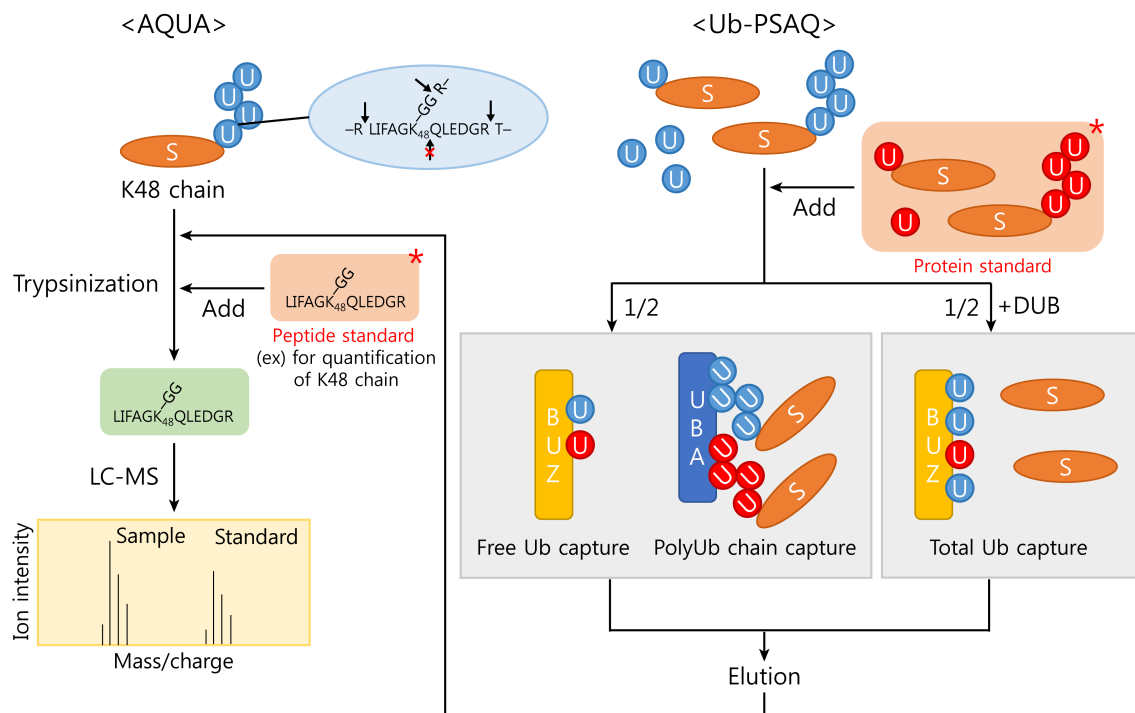 <AQUA>
U
U
U
U
S
K48 chain
–GG R–
–R LIFAGK48QLEDGR T–
Trypsinization
Add
–GG
LIFAGK48QLEDGR
*
Peptide standard
(ex) for quantification
of K48 chain
–GG
LIFAGK48QLEDGR
LC-MS
Ion intensity
Sample
Standard
Mass/charge
<Ub-PSAQ>
U
S
U
U
U
U
S
U
U
U
Add
*
U
S
U
U
U
U
S
U
Protein standard
1/2
1/2
+DUB
BUZ
U
U
Free Ub capture
UBA
U
U
U
U
S
U
U
U
U
S
PolyUb chain capture
BUZ
U
U
U
U
S
S
Total Ub capture
Elution